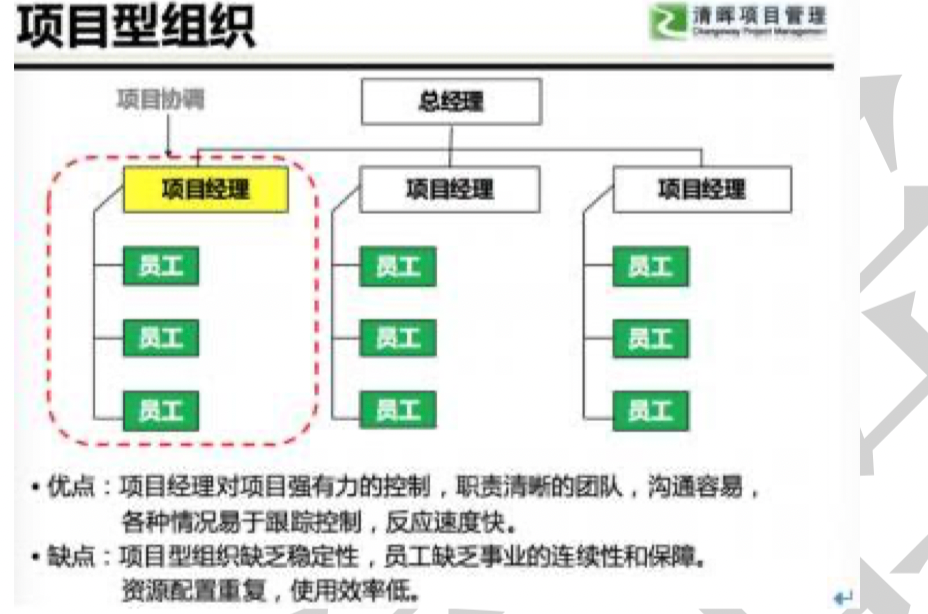 项目型组织
清晖项目管理
Changeway Project Management
项目协调
总经理
项目经理
项目经理
项目经理
员工
员工
员工
员工
员工
员工
员工
员工
员工
• 优点：项目经理对项目强有力的控制，职责清晰的团队，沟通容易，
各种情况易于跟踪控制，反应速度快。
• 缺点：项目型组织缺乏稳定性，员工缺乏事业的连续性和保障。
资源配置重复，使用效率低。